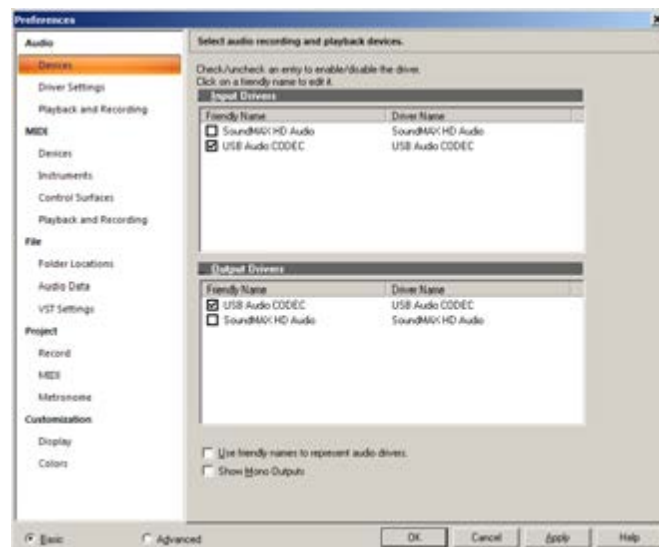 Preferences
Audio
Devices
Driver Settings
Playback and Recording
MIDI
Devices
Instruments
Control Surfaces
Playback and Recording
File
Folder Locations
Audio Data
VST Settings
Project
Record
MIDI
Metronome
Customization
Display
Colors
Basic
Advanced
Select audio recording and playback devices.
Check/uncheck an entry to enable/disable the driver.
Click on a friendly name to edit it.
Input Drivers
Friendly Name Driver Name
SoundMAX HD Audio SoundMAX HD Audio
USB Audio CODEC USB Audio CODEC
Output Drivers
Friendly Name Driver Name
USB Audio CODEC USB Audio CODEC
SoundMAX HD Audio SoundMAX HD Audio
Use friendly names to represent audio drivers.
Show Mono Outputs
OK Cancel Apply Help